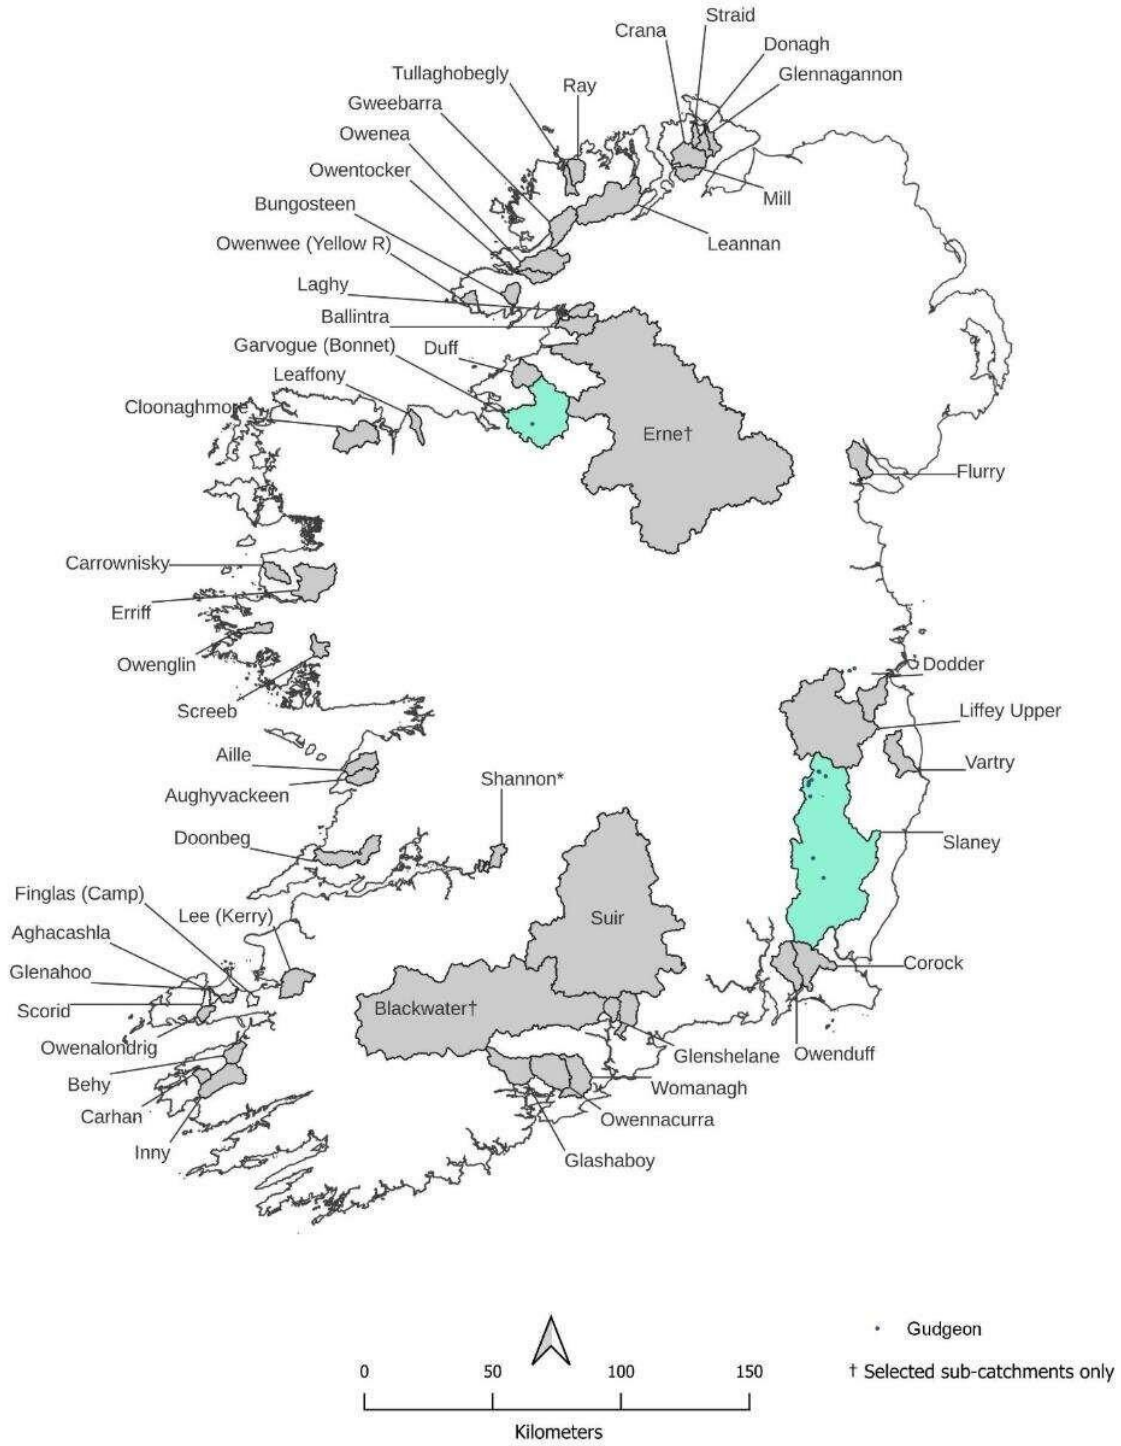 Straid
Crana
Donagh
Tullaghobegly
Ray
Glennagannon
Gweebarra
Owenea
Owentocker
Mill
Bungosteen
Owenwee (Yellow R)
Leannan
Laghy
Ballintra
Garvogue (Bonnet)
Duff
Leaffony
Cloonaghmore
Erne†
Flurry
Carrownisky
Erriff
Owenglin
Dodder
Screeb
Liffey Upper
Aille
Vartry
Shannon*
Aughyvackeen
Doonbeg
Slaney
Finglas (Camp)
Lee (Kerry)
Suir
Aghacashla
Corock
Glenahoo
Blackwater†
Scorid
Owenalondrig
Glenshelane
Owenduff
Behy
Womanagh
Carhan
Owennacurra
Inny
Glashaboy
Gudgeon
0 50 100 150
† Selected sub-catchments only
Kilometers